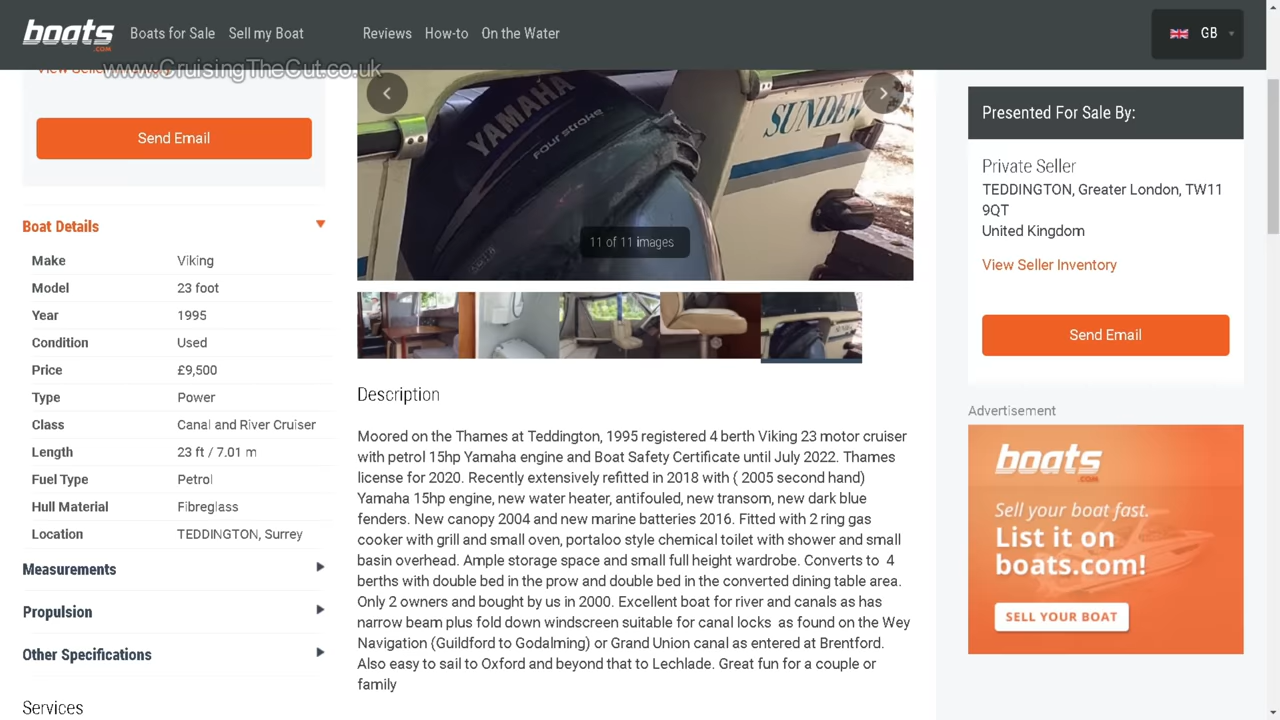 boats
.COM
Boats for Sale
Sell my Boat
Reviews
How-to
On the Water
GB
www.CruisingTheCut.co.uk
Send Email
Boat Details
Make Viking
Model 23 foot
Year 1995
Condition Used
Price £9,500
Type Power
Class Canal and River Cruiser
Length 23 ft / 7.01 m
Fuel Type Petrol
Hull Material Fibreglass
Location TEDDINGTON, Surrey
Measurements
Propulsion
Other Specifications
Services
YAMAHA
FOUR STROKE
SUNDEW
11 of 11 images
Description
Moored on the Thames at Teddington, 1995 registered 4 berth Viking 23 motor cruiser
with petrol 15hp Yamaha engine and Boat Safety Certificate until July 2022. Thames
license for 2020. Recently extensively refitted in 2018 with ( 2005 second hand)
Yamaha 15hp engine, new water heater, antifouled, new transom, new dark blue
fenders. New canopy 2004 and new marine batteries 2016. Fitted with 2 ring gas
cooker with grill and small oven, portaloo style chemical toilet with shower and small
basin overhead. Ample storage space and small full height wardrobe. Converts to 4
berths with double bed in the prow and double bed in the converted dining table area.
Only 2 owners and bought by us in 2000. Excellent boat for river and canals as has
narrow beam plus fold down windscreen suitable for canal locks as found on the Wey
Navigation (Guildford to Godalming) or Grand Union canal as entered at Brentford.
Also easy to sail to Oxford and beyond that to Lechlade. Great fun for a couple or
family
Presented For Sale By:
Private Seller
TEDDINGTON, Greater London, TW11
9QT
United Kingdom
View Seller Inventory
Send Email
Advertisement
boats
.COM
Sell your boat fast.
List it on
boats.com!
SELL YOUR BOAT